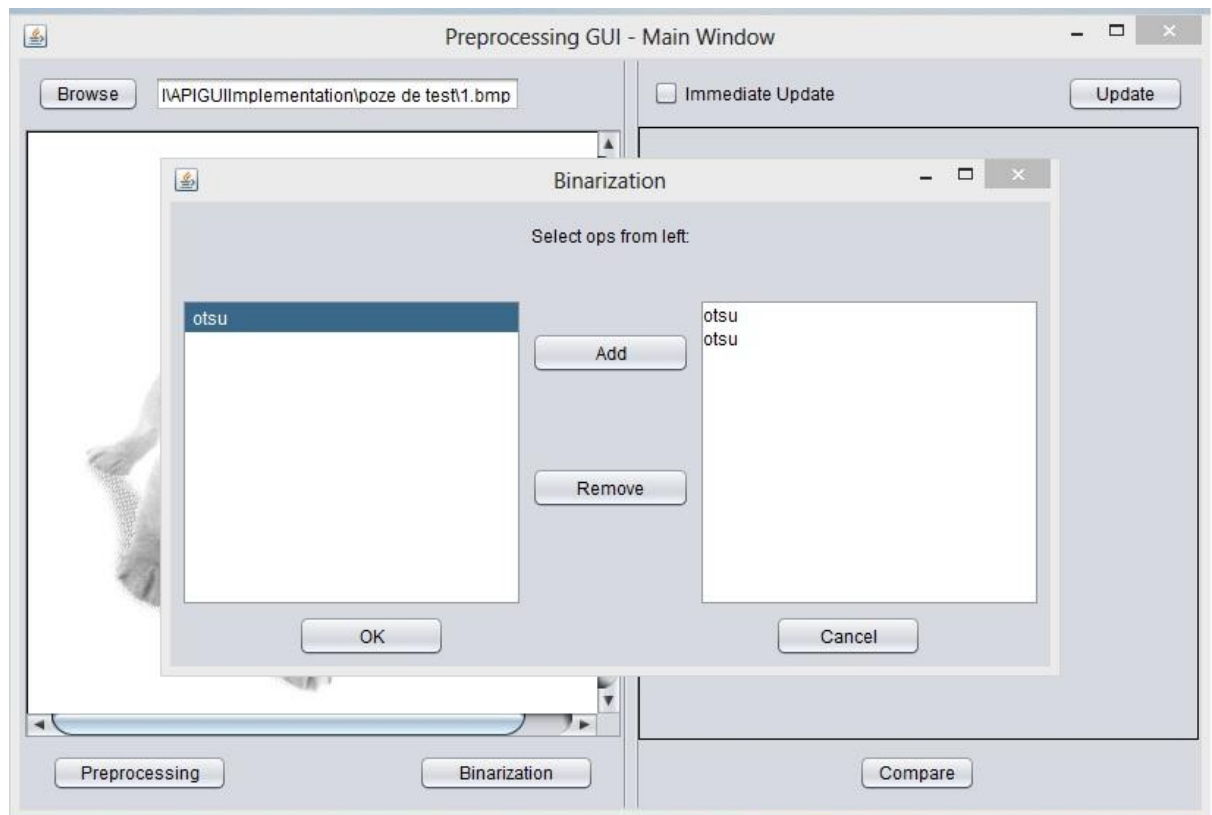 Preprocessing GUI - Main Window
Browse
I\APIGUIImplementation\poze de test\1.bmp
Immediate Update
Update
Binarization
Select ops from left:
otsu
Add
Remove
otsu
otsu
OK
Cancel
Preprocessing
Binarization
Compare